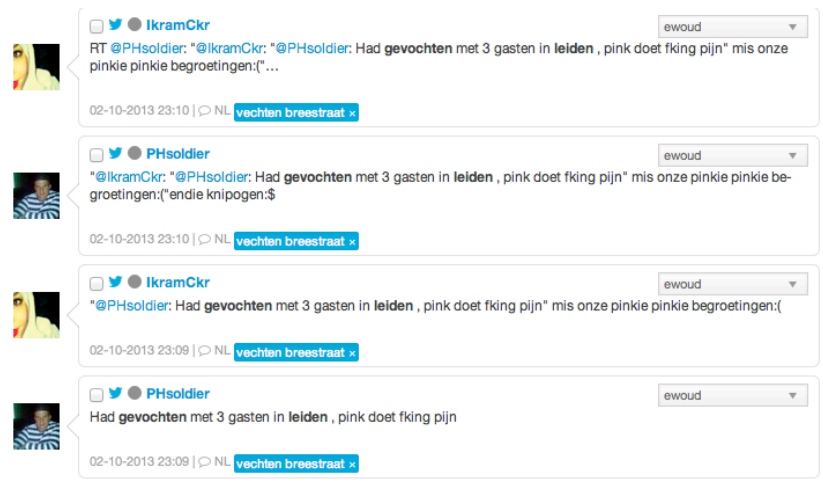 IkramCkr
ewoud
RT @PHsoldier: "@IkramCkr: "@PHsoldier: Had gevochten met 3 gasten in leiden , pink doet fking pijn" mis onze
pinkie pinkie begroetingen:("...
02-10-2013 23:10 | NL vechten breestraat ×
PHsoldier
ewoud
"@IkramCkr: "@PHsoldier: Had gevochten met 3 gasten in leiden , pink doet fking pijn" mis onze pinkie pinkie be-
groetingen:("endie knipogen:$
02-10-2013 23:10 | NL vechten breestraat ×
IkramCkr
ewoud
"@PHsoldier: Had gevochten met 3 gasten in leiden , pink doet fking pijn" mis onze pinkie pinkie begroetingen:(
02-10-2013 23:09 | NL vechten breestraat ×
PHsoldier
ewoud
Had gevochten met 3 gasten in leiden , pink doet fking pijn
02-10-2013 23:09 | NL vechten breestraat ×